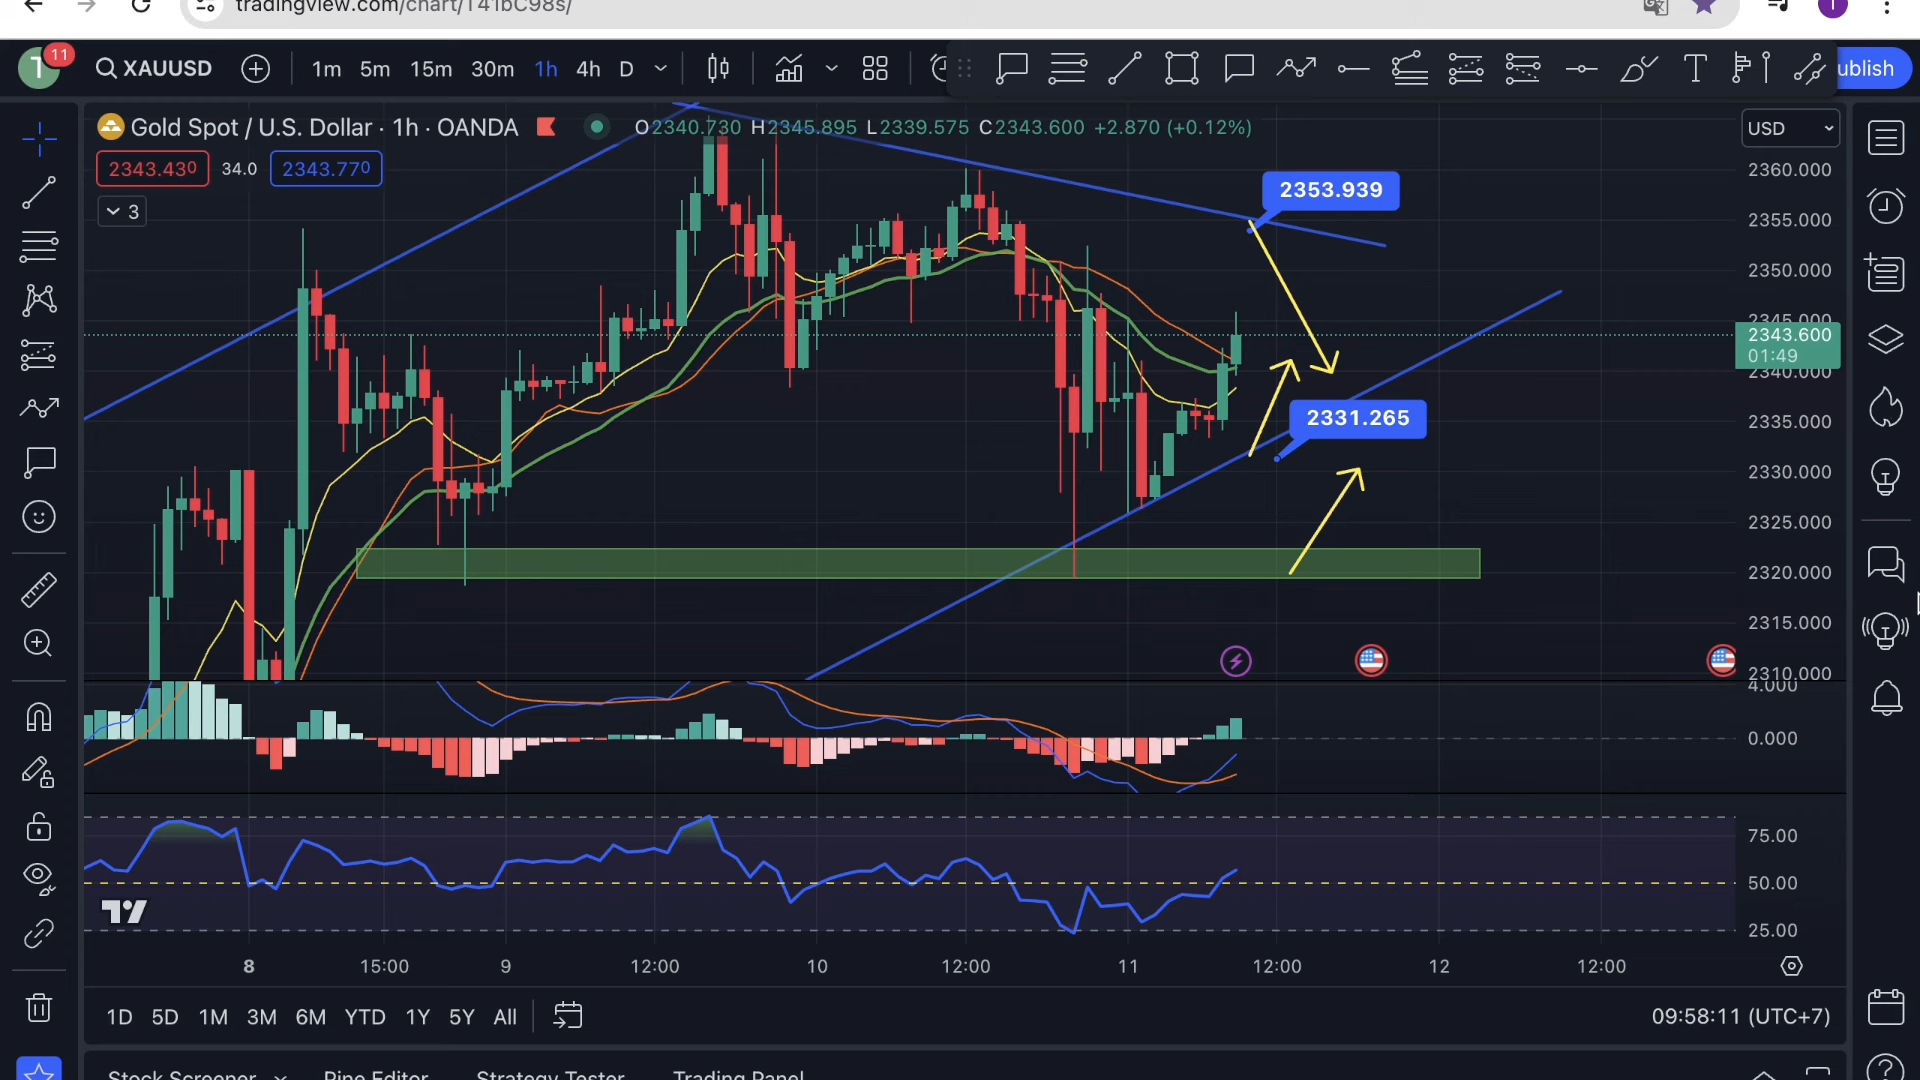 tradingview.com/chart/T41bC98s/
T
T
11
XAUUSD
1m 5m 15m 30m 1h 4h D
T
ublish
Gold Spot / U.S. Dollar · 1h · OANDA
O2340.730 H2345.895 L2339.575 C2343.600 +2.870 (+0.12%)
USD
2343.430 34.0 2343.770
3
2353.939
2331.265
2360.000
2355.000
2350.000
2345.000
2343.600
01:49
2340.000
2335.000
2330.000
2325.000
2320.000
2315.000
2310.000
4.000
0.000
75.00
50.00
25.00
8 15:00 9 12:00 10 12:00 11 12:00 12 12:00
1D 5D 1M 3M 6M YTD 1Y 5Y All
09:58:11 (UTC+7)
Stock Screener Pine Editor Strategy Tester Trading Panel